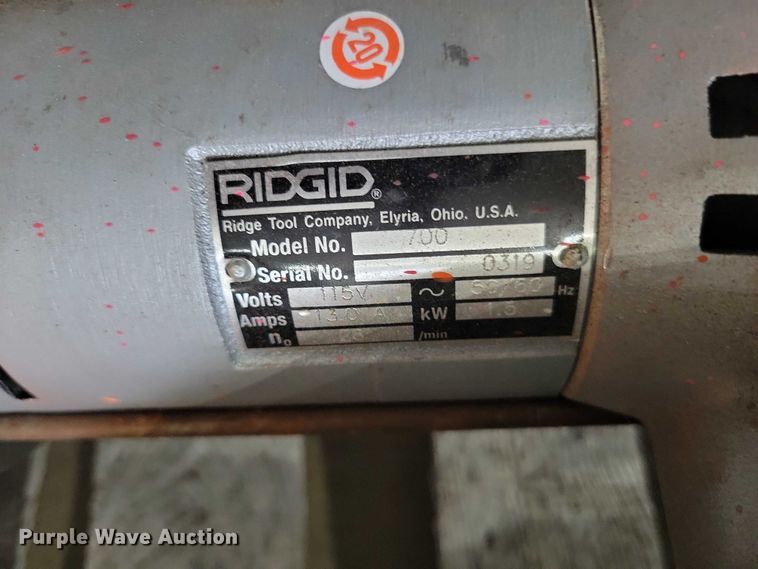 20
RIDGID®
Ridge Tool Company, Elyria, Ohio. U.S.A.
Model No. 700
Serial No. 0319
Volts 115V ~ 50/60 Hz
Amps 13.0 A kW 1.5
n₀ /min
Purple Wave Auction